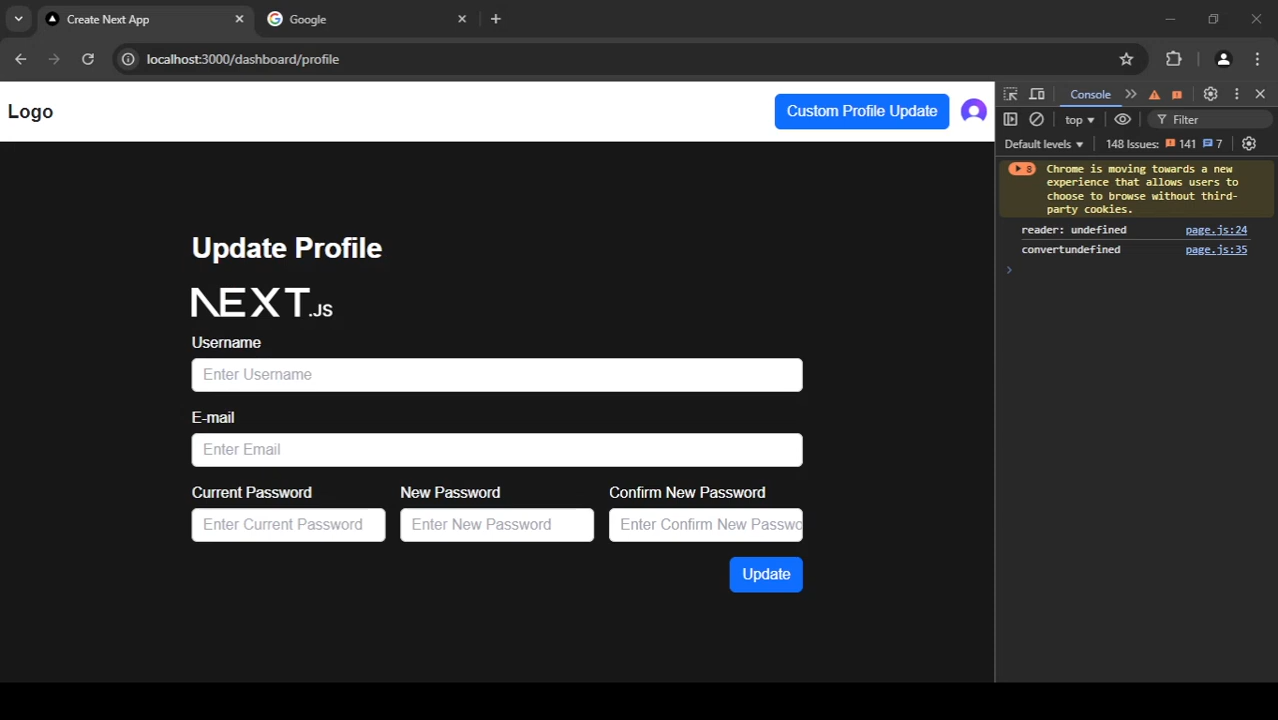 Create Next App
Google
localhost:3000/dashboard/profile
Logo
Custom Profile Update
Console
top
Filter
Default levels
148 Issues:
141
7
8
Chrome is moving towards a new
experience that allows users to
choose to browse without third-
party cookies.
reader: undefined
page.js:24
convertundefined
page.js:35
Update Profile
NEXT.JS
Username
Enter Username
E-mail
Enter Email
Current Password
New Password
Confirm New Password
Enter Current Password
Enter New Password
Enter Confirm New Passwo
Update